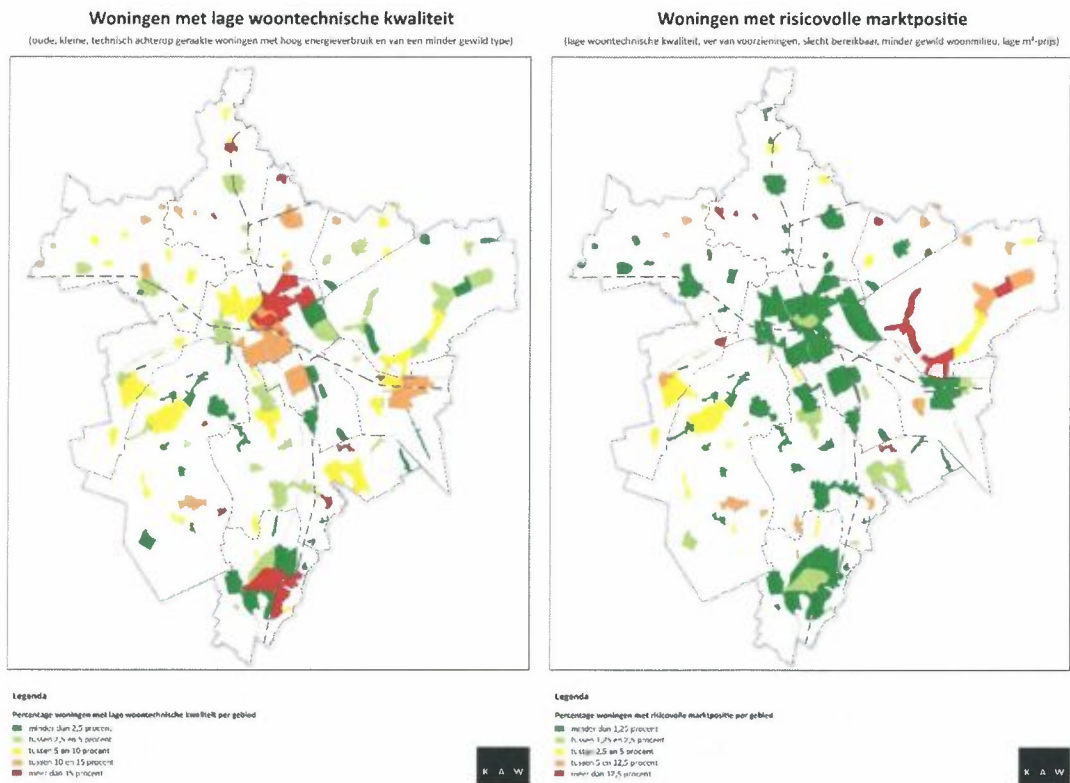 Woningen met lage woontechnische kwaliteit
(oude, kleine, technisch achterop geraakte woningen met hoog energieverbruik en van een minder gewild type)
Legenda
Percentage woningen met lage woontechnische kwaliteit per gebied
minder dan 2,5 procent
tussen 2,5 en 5 procent
tussen 5 en 10 procent
tussen 10 en 15 procent
meer dan 15 procent
K A W
Woningen met risicovolle marktpositie
(lage woontechnische kwaliteit, ver van voorzieningen, slecht bereikbaar, minder gewild woonmilieu, lage m²-prijs)
Legenda
Percentage woningen met risicovolle marktpositie per gebied
minder dan 1,25 procent
tussen 1,25 en 2,5 procent
tussen 2,5 en 5 procent
tussen 5 en 12,5 procent
meer dan 12,5 procent
K A W